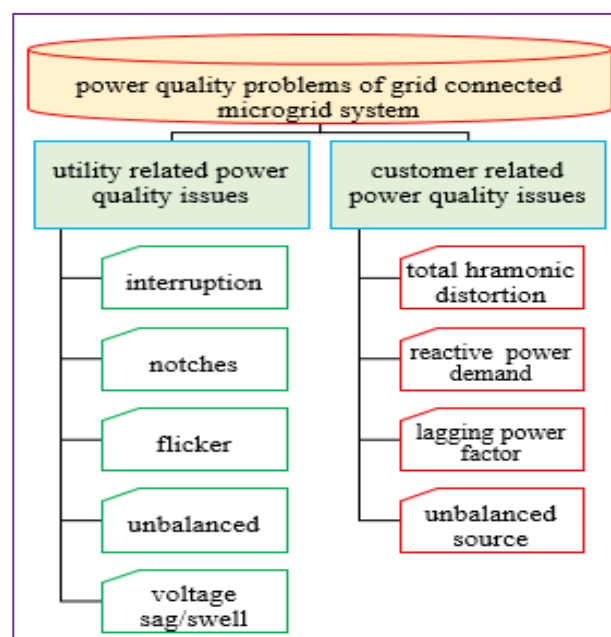 power quality problems of grid connected
microgrid system
utility related power
quality issues
interruption
notches
flicker
unbalanced
voltage
sag/swell
customer related
power quality issues
total hramonic
distortion
reactive power
demand
lagging power
factor
unbalanced
source